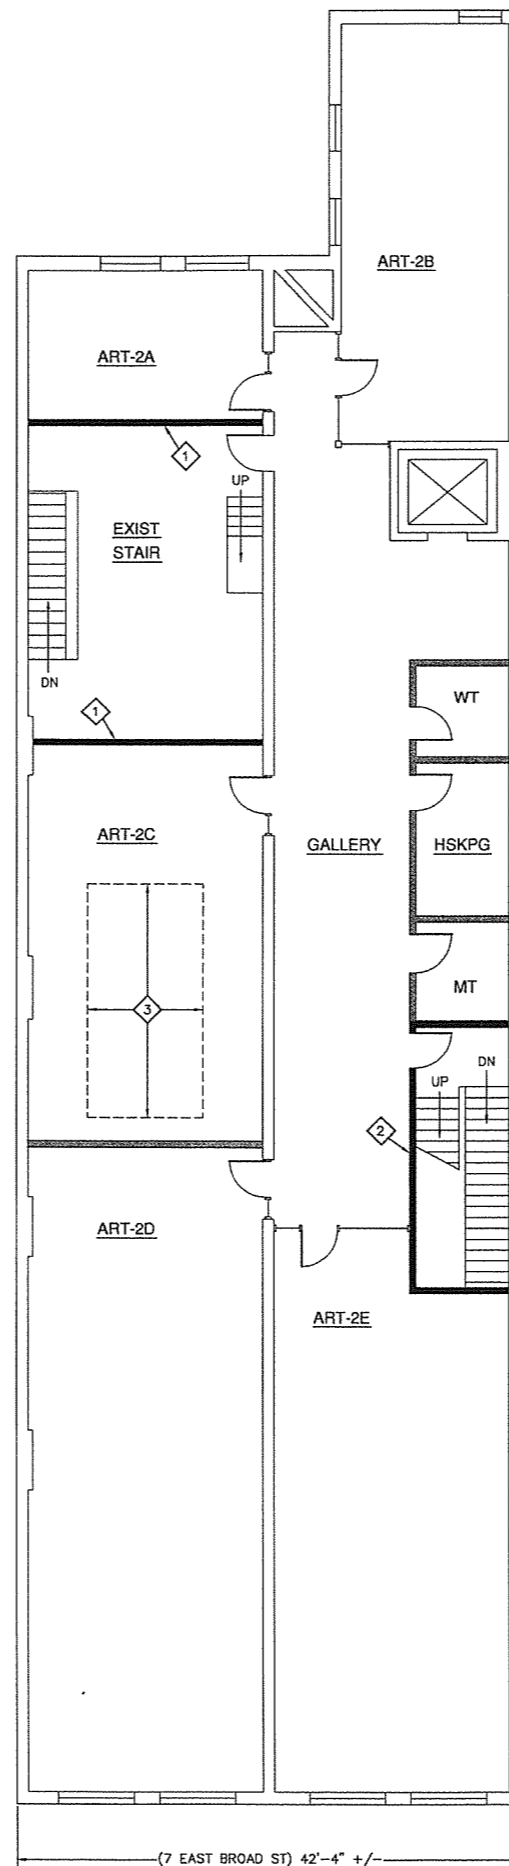 ART-2B
ART-2A
1
UP
EXIST
STAIR
DN
WT
1
ART-2C
GALLERY
HSKPG
MT
3
UP
DN
2
ART-2D
ART-2E
(7 EAST BROAD ST) 42'-4" +/-